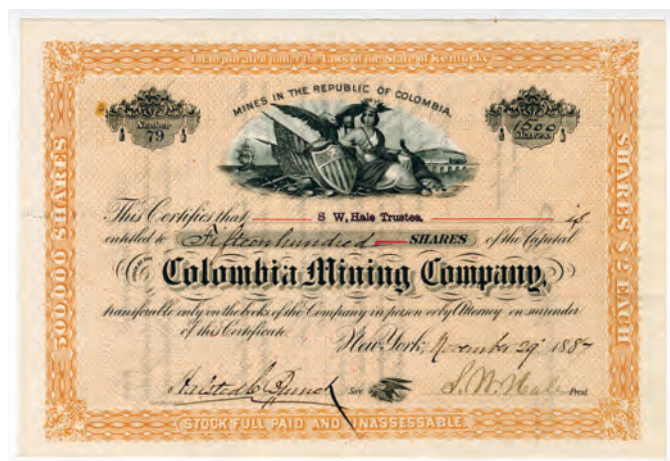 Incorporated under the Laws of the State of Kentucky
MINES IN THE REPUBLIC OF COLOMBIA.
Number
79
1500
Shares.
500,000 SHARES
SHARES $2 EACH
This Certifies that S W, Hale Trustee. is
entitled to Fifteen hundred SHARES of the Capital
Colombia Mining Company,
transferable only on the books of the Company in person or by Attorney on surrender
of this Certificate.
New York, November 29 1887
Secy
S. W. Hale Prest
STOCK FULL PAID AND UNASSESSABLE.